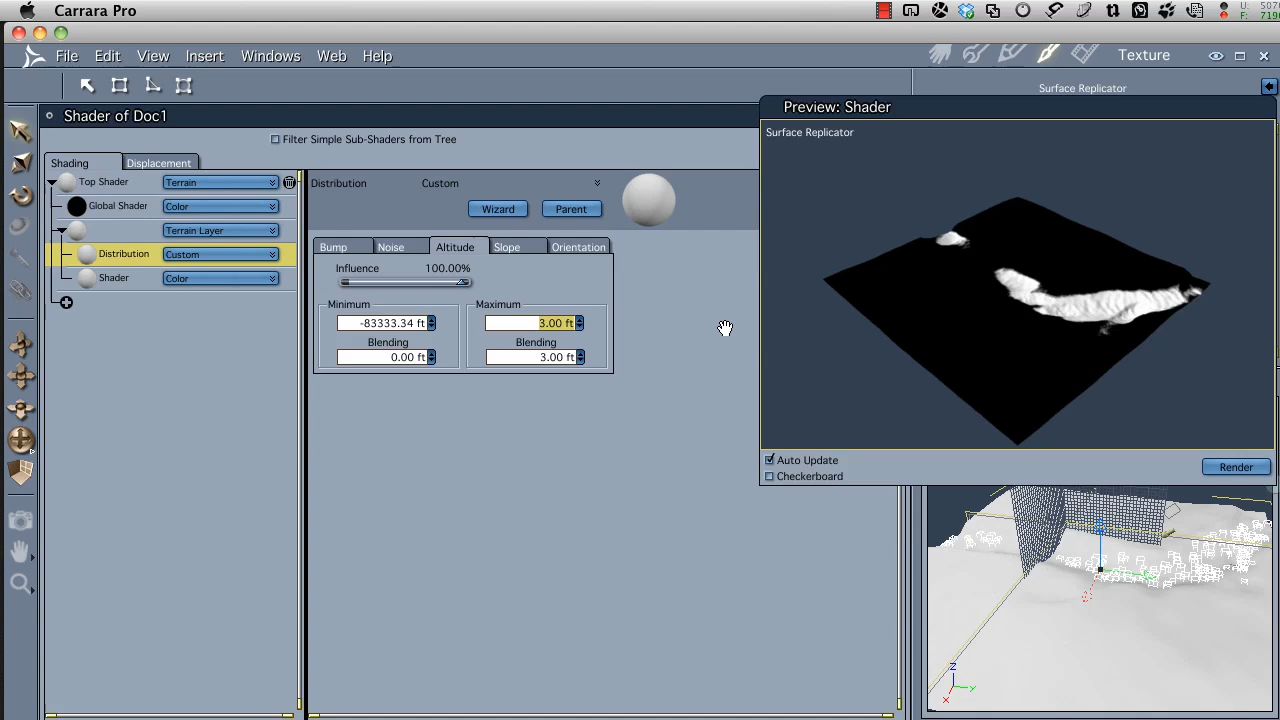 Carrara Pro
U: 507
F: 719
File Edit View Insert Windows Web Help
Texture
Surface Replicator
Shader of Doc1
Preview: Shader
Filter Simple Sub-Shaders from Tree
Surface Replicator
Shading
Displacement
Top Shader
Terrain
Global Shader
Color
Terrain Layer
Distribution
Custom
Shader
Color
Distribution
Custom
Wizard
Parent
Bump
Noise
Altitude
Slope
Orientation
Influence
100.00%
Minimum
-83333.34 ft
Blending
0.00 ft
Maximum
3.00 ft
Blending
3.00 ft
Auto Update
Checkerboard
Render
Z
Y
X